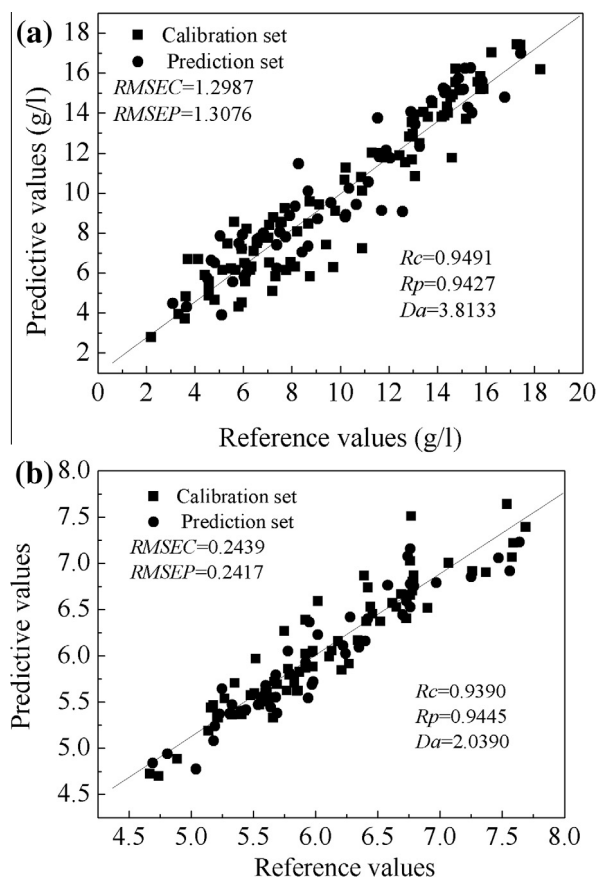 (a)
Calibration set
Prediction set
RMSEC=1.2987
RMSEP=1.3076
Rc=0.9491
Rp=0.9427
Da=3.8133
18
16
14
12
10
8
6
4
2
Predictive values (g/l)
0 2 4 6 8 10 12 14 16 18 20
Reference values (g/l)
(b)
Calibration set
Prediction set
RMSEC=0.2439
RMSEP=0.2417
Rc=0.9390
Rp=0.9445
Da=2.0390
8.0
7.5
7.0
6.5
6.0
5.5
5.0
4.5
Predictive values
4.5 5.0 5.5 6.0 6.5 7.0 7.5 8.0
Reference values